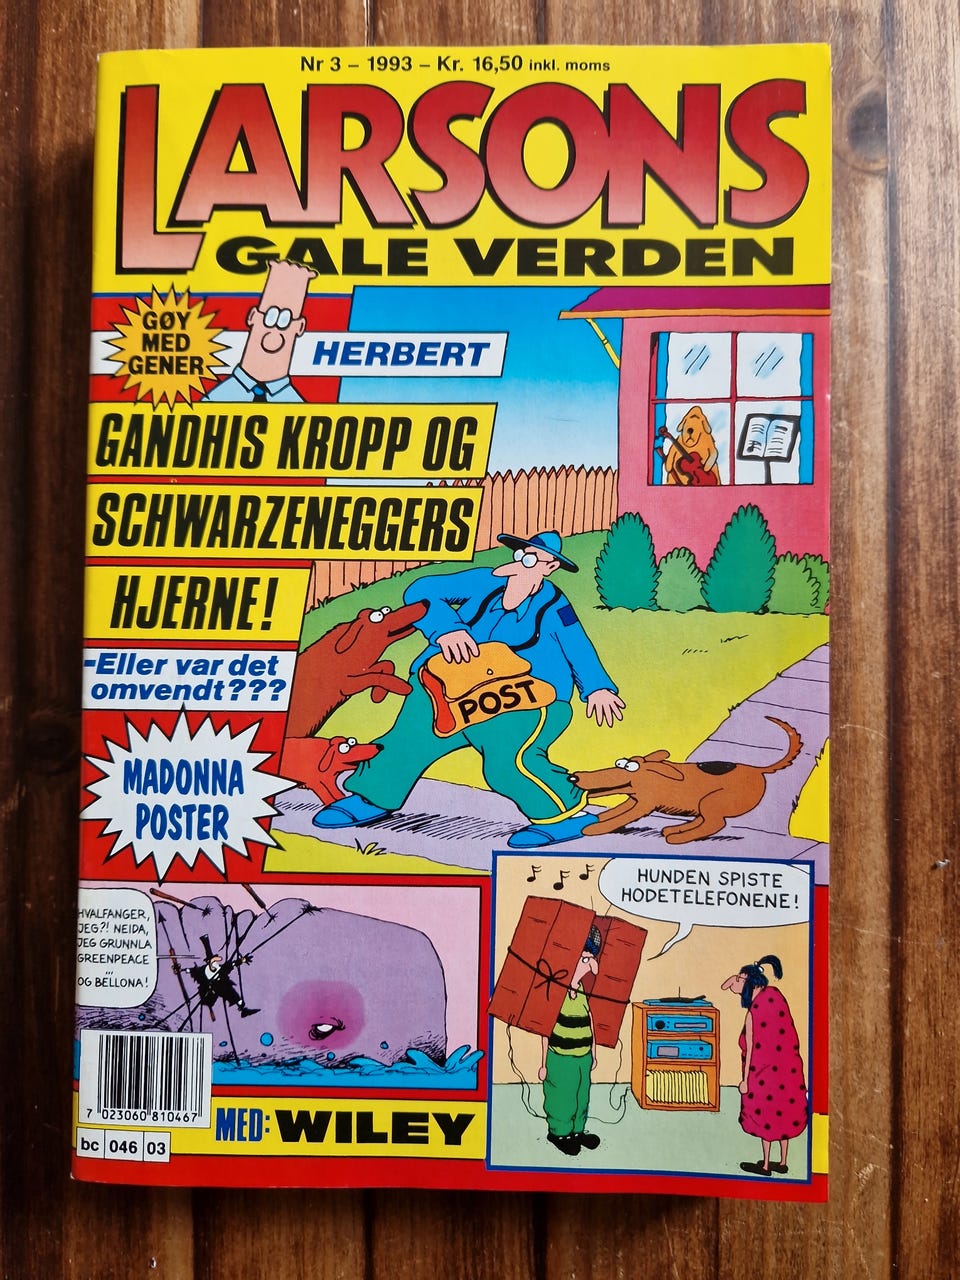 Nr 3 – 1993 – Kr. 16,50 inkl. moms
LARSONS
GALE VERDEN
GØY
MED
GENER
HERBERT
GANDHIS KROPP OG
SCHWARZENEGGERS
HJERNE!
-Eller var det
omvendt???
POST
MADONNA
POSTER
HUNDEN SPISTE
HODETELEFONENE!
HVALFANGER,
JEG?! NEIDA,
JEG GRUNNLA
GREENPEACE
...
OG BELLONA!
7 023060 810467
bc 046 03
MED: WILEY